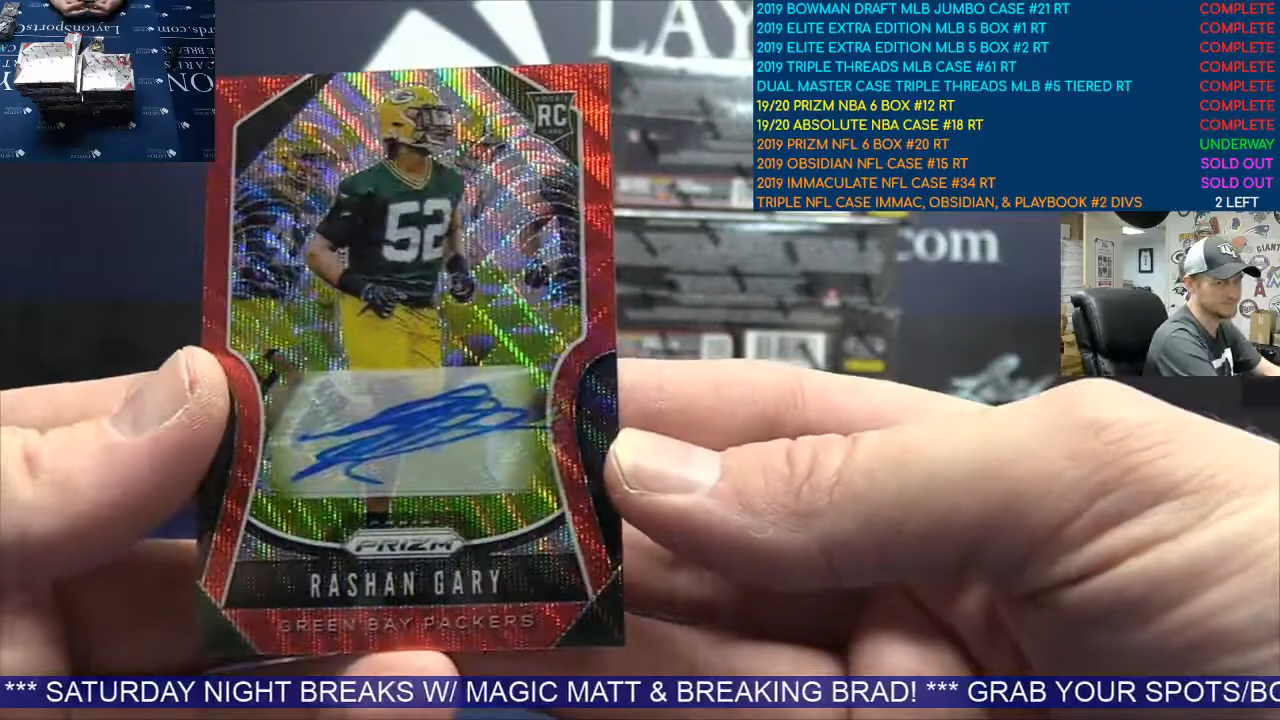 2019 BOWMAN DRAFT MLB JUMBO CASE #21 RT COMPLETE
2019 ELITE EXTRA EDITION MLB 5 BOX #1 RT COMPLETE
2019 ELITE EXTRA EDITION MLB 5 BOX #2 RT COMPLETE
2019 TRIPLE THREADS MLB CASE #61 RT COMPLETE
DUAL MASTER CASE TRIPLE THREADS MLB #5 TIERED RT COMPLETE
19/20 PRIZM NBA 6 BOX #12 RT COMPLETE
19/20 ABSOLUTE NBA CASE #18 RT COMPLETE
2019 PRIZM NFL 6 BOX #20 RT UNDERWAY
2019 OBSIDIAN NFL CASE #15 RT SOLD OUT
2019 IMMACULATE NFL CASE #34 RT SOLD OUT
TRIPLE NFL CASE IMMAC, OBSIDIAN, & PLAYBOOK #2 DIVS 2 LEFT
LAY
.com
RC
52
PRIZM
RASHAN GARY
GREEN BAY PACKERS
*** SATURDAY NIGHT BREAKS W/ MAGIC MATT & BREAKING BRAD! *** GRAB YOUR SPOTS/BO